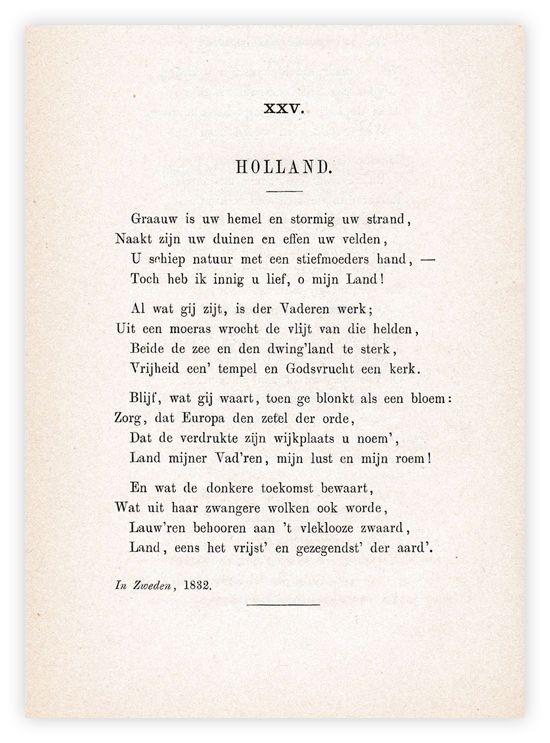 XXV.
HOLLAND.
Graauw is uw hemel en stormig uw strand,
Naakt zijn uw duinen en effen uw velden,
U schiep natuur met een stiefmoeders hand, —
Toch heb ik innig u lief, o mijn Land!
Al wat gij zijt, is der Vaderen werk;
Uit een moeras wrocht de vlijt van die helden,
Beide de zee en den dwing'land te sterk,
Vrijheid een' tempel en Godsvrucht een kerk.
Blijf, wat gij waart, toen ge blonkt als een bloem:
Zorg, dat Europa den zetel der orde,
Dat de verdrukte zijn wijkplaats u noem',
Land mijner Vad'ren, mijn lust en mijn roem!
En wat de donkere toekomst bewaart,
Wat uit haar zwangere wolken ook worde,
Lauw'ren behooren aan 't vleklooze zwaard,
Land, eens het vrijst' en gezegendst' der aard'.
In Zweden, 1832.